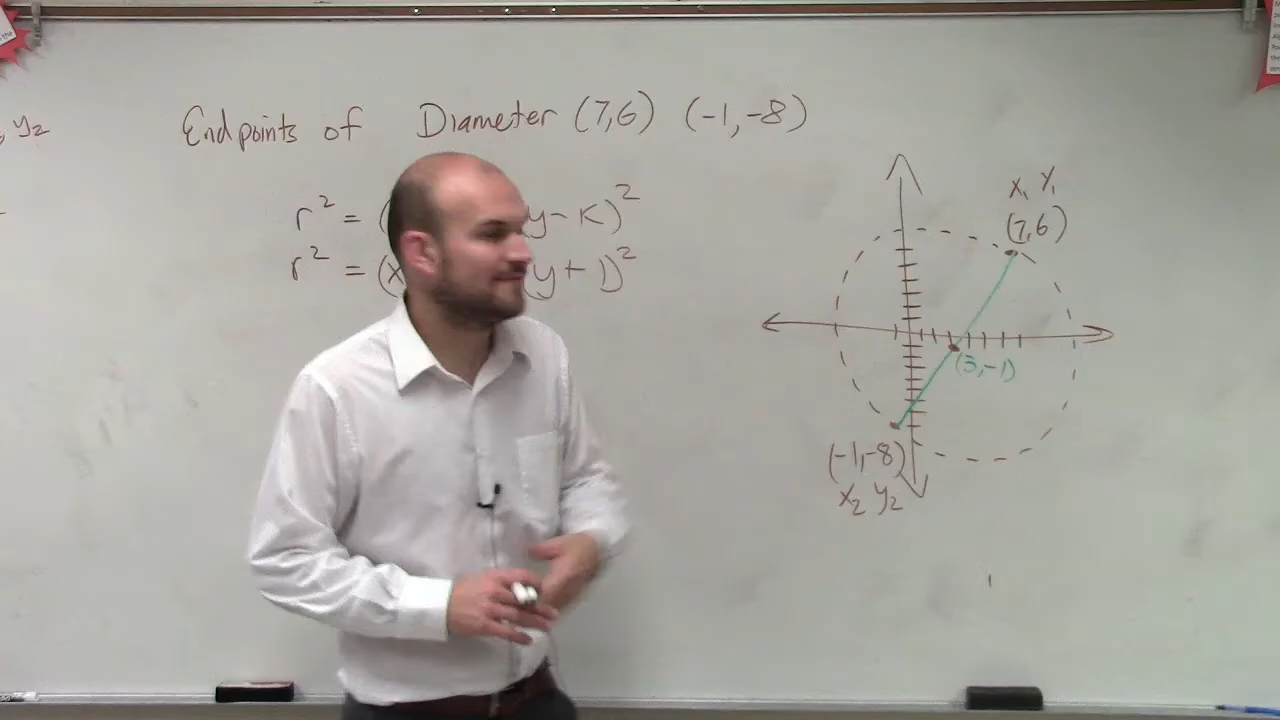 , y₂
Endpoints of Diameter (7,6) (-1,-8)
r² = ( y - K)²
r² = (x y + 1)²
x₁ y₁
(7,6)
(3,-1)
(-1,-8)
x₂ y₂